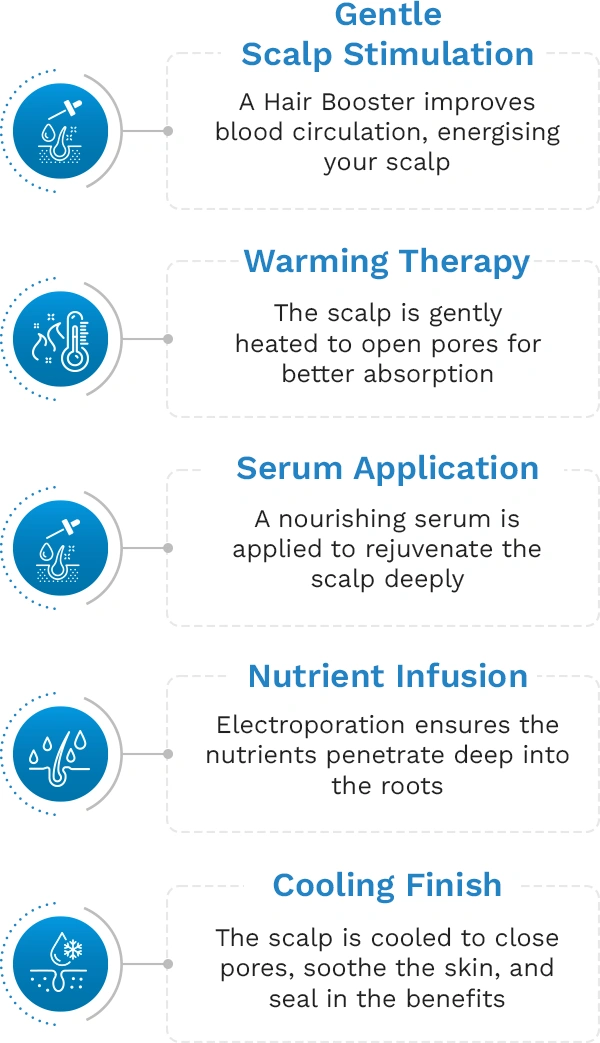 Gentle
Scalp Stimulation
A Hair Booster improves
blood circulation, energising
your scalp
Warming Therapy
The scalp is gently
heated to open pores for
better absorption
Serum Application
A nourishing serum is
applied to rejuvenate the
scalp deeply
Nutrient Infusion
Electroporation ensures the
nutrients penetrate deep into
the roots
Cooling Finish
The scalp is cooled to close
pores, soothe the skin, and
seal in the benefits